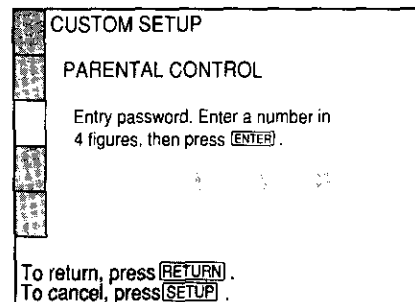 CUSTOM SETUP
PARENTAL CONTROL
Entry password. Enter a number in
4 figures, then press ENTER.
To return, press RETURN.
To cancel, press SETUP.